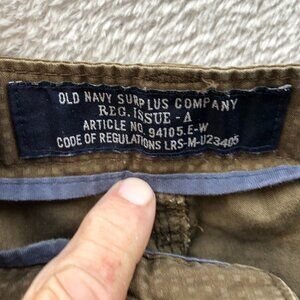 OLD NAVY SURPLUS COMPANY
REG. ISSUE - A
ARTICLE NO. 94105.E-W
CODE OF REGULATIONS LRS-M-U23405